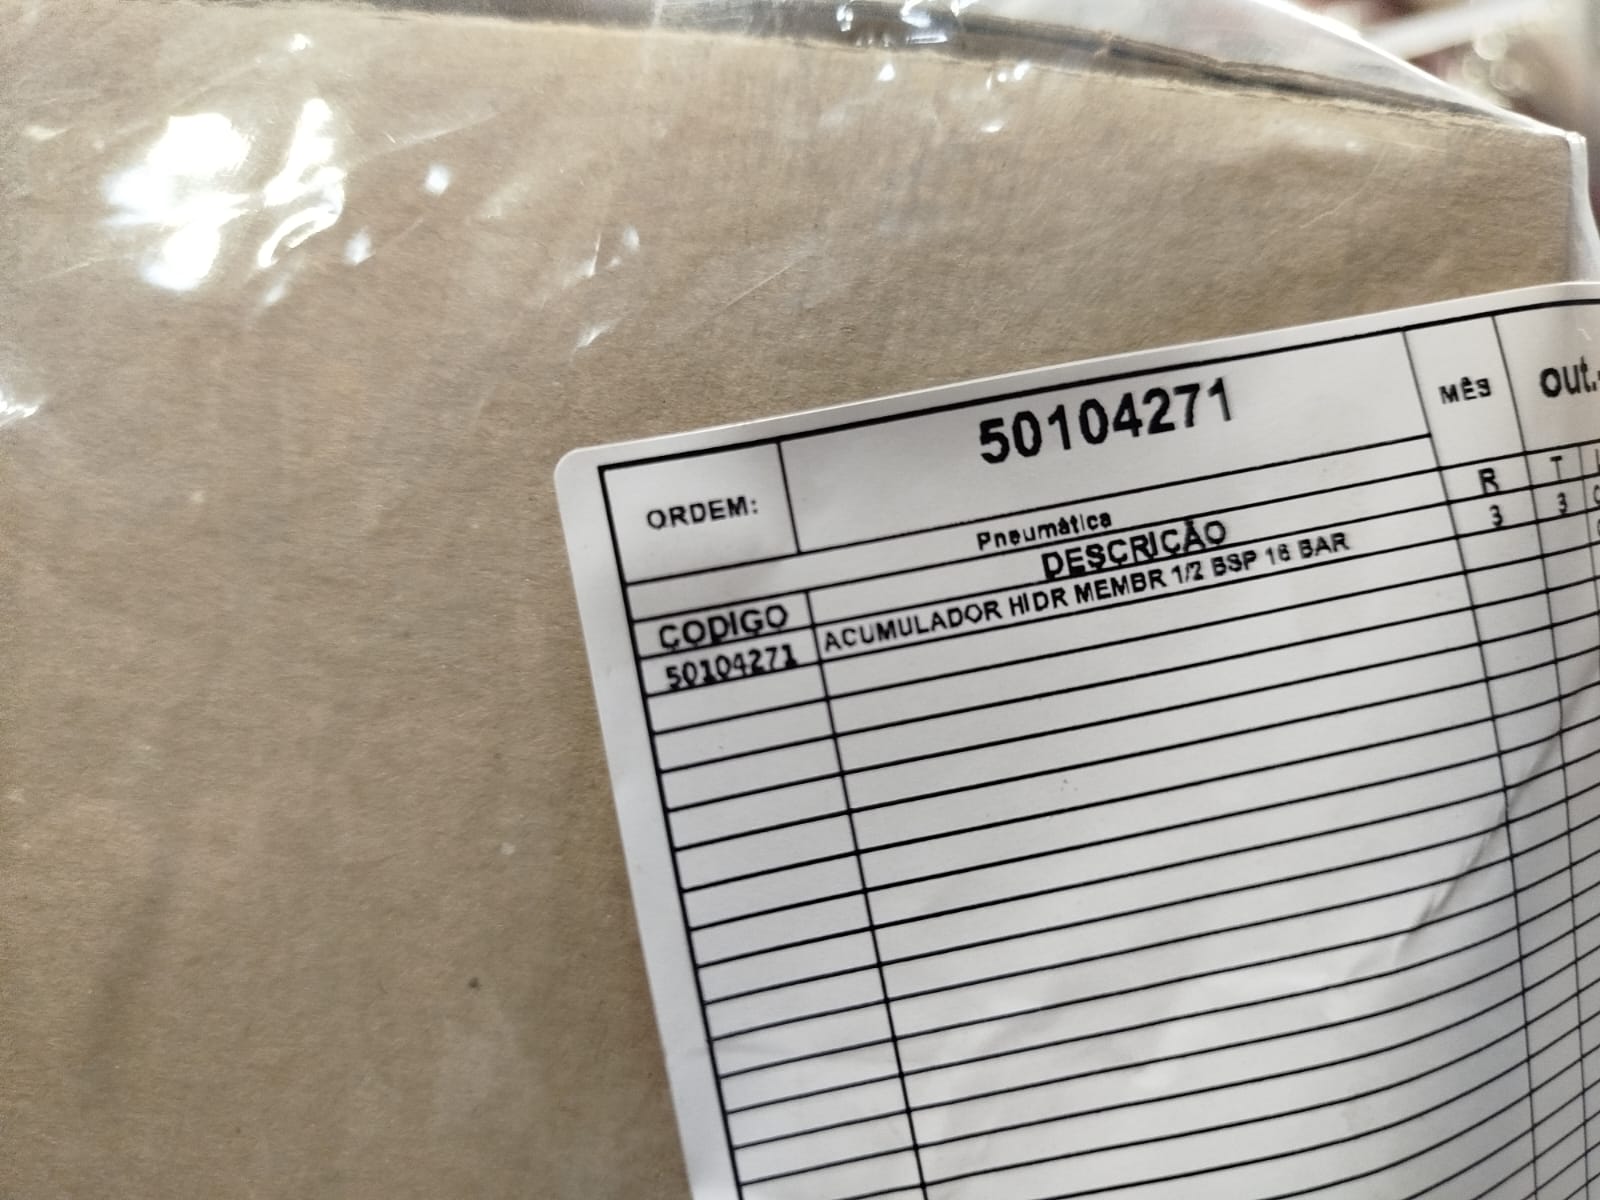 ORDEM: 50104271 MÊS out.
Pneumática R T
CODIGO DESCRIÇÃO 3 3
50104271 ACUMULADOR HIDR MEMBR 1/2 BSP 16 BAR